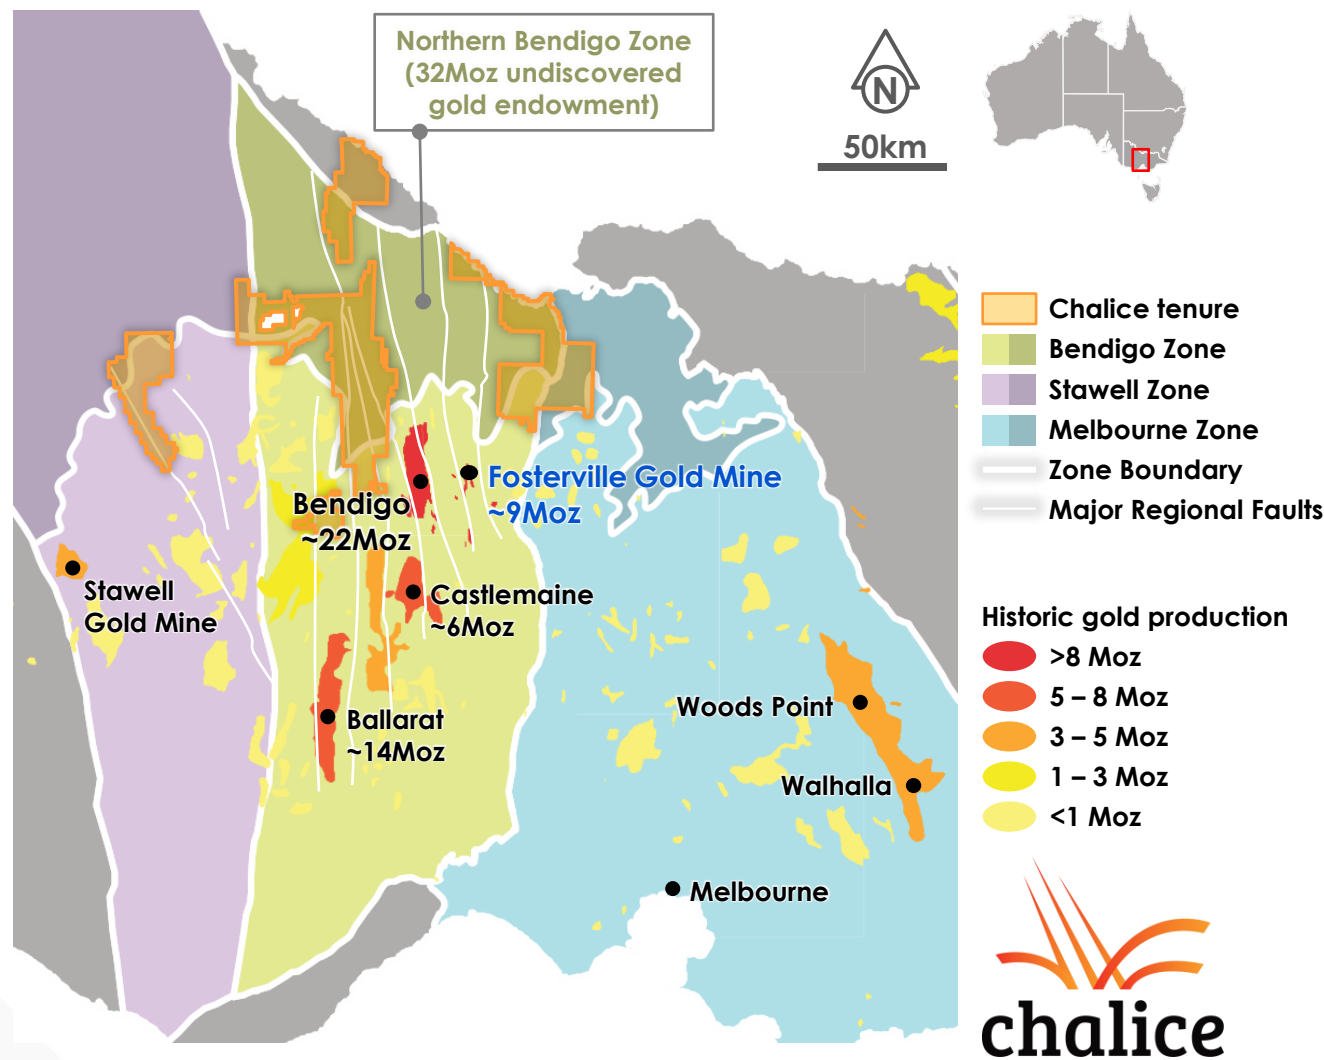 Northern Bendigo Zone
(32Moz undiscovered
gold endowment)
N
50km
Chalice tenure
Bendigo Zone
Stawell Zone
Melbourne Zone
Zone Boundary
Major Regional Faults
Fosterville Gold Mine
~9Moz
Bendigo
~22Moz
Stawell
Gold Mine
Castlemaine
~6Moz
Ballarat
~14Moz
Woods Point
Walhalla
Melbourne
Historic gold production
>8 Moz
5 – 8 Moz
3 – 5 Moz
1 – 3 Moz
<1 Moz
chalice